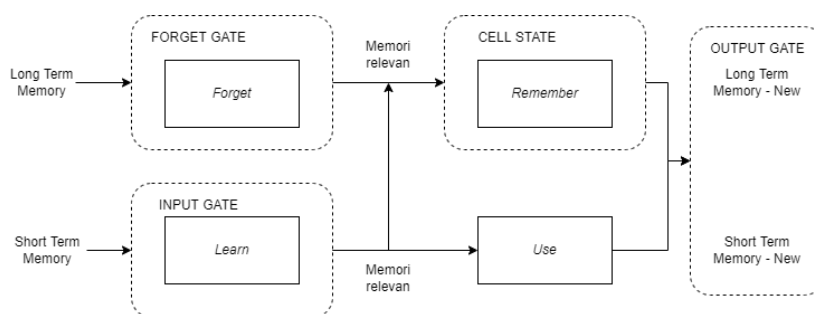 FORGET GATE
Memori
relevan
CELL STATE
OUTPUT GATE
Long Term
Memory
Forget
Remember
Long Term
Memory - New
INPUT GATE
Short Term
Memory
Learn
Memori
relevan
Use
Short Term
Memory - New